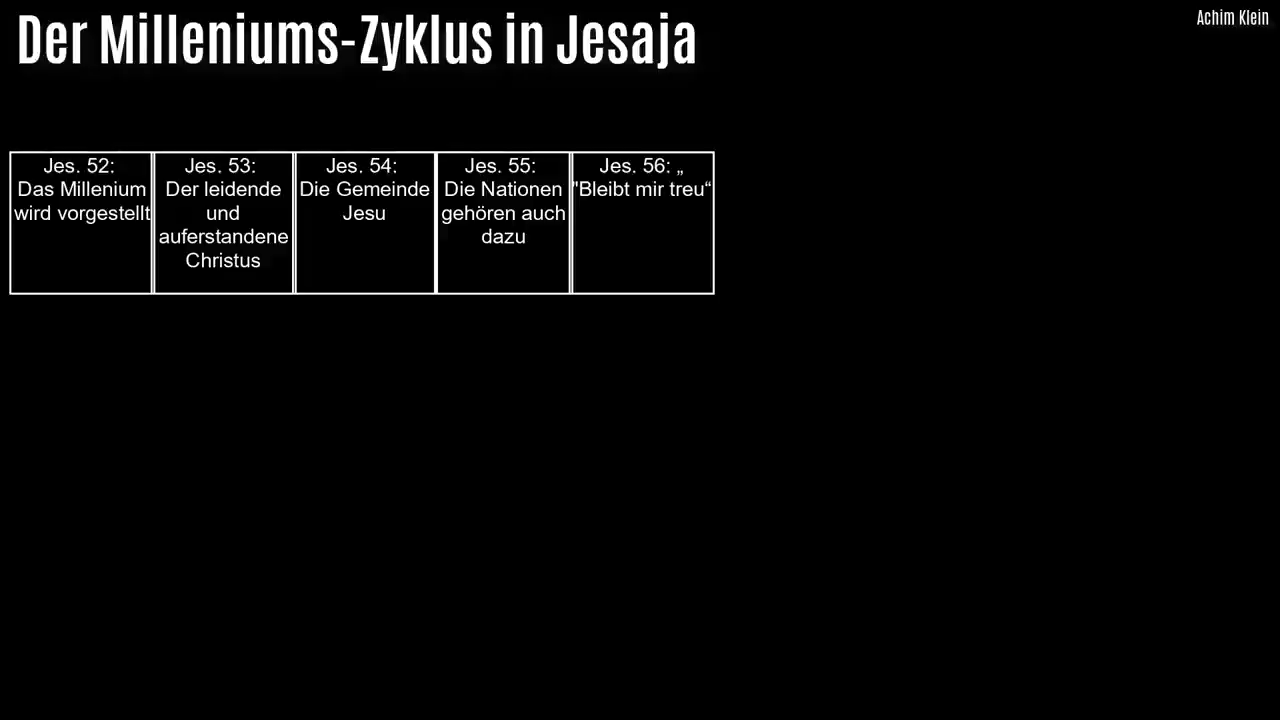 Der Milleniums-Zyklus in Jesaja
Achim Klein
Jes. 52:
Das Millenium
wird vorgestellt
Jes. 53:
Der leidende
und
auferstandene
Christus
Jes. 54:
Die Gemeinde
Jesu
Jes. 55:
Die Nationen
gehören auch
dazu
Jes. 56: „
"Bleibt mir treu“